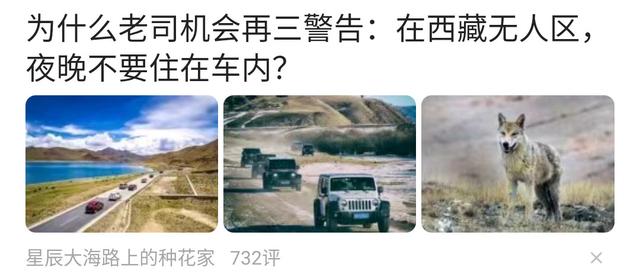 为什么老司机会再三警告：在西藏无人区，
夜晚不要住在车内？
星辰大海路上的种花家 732评